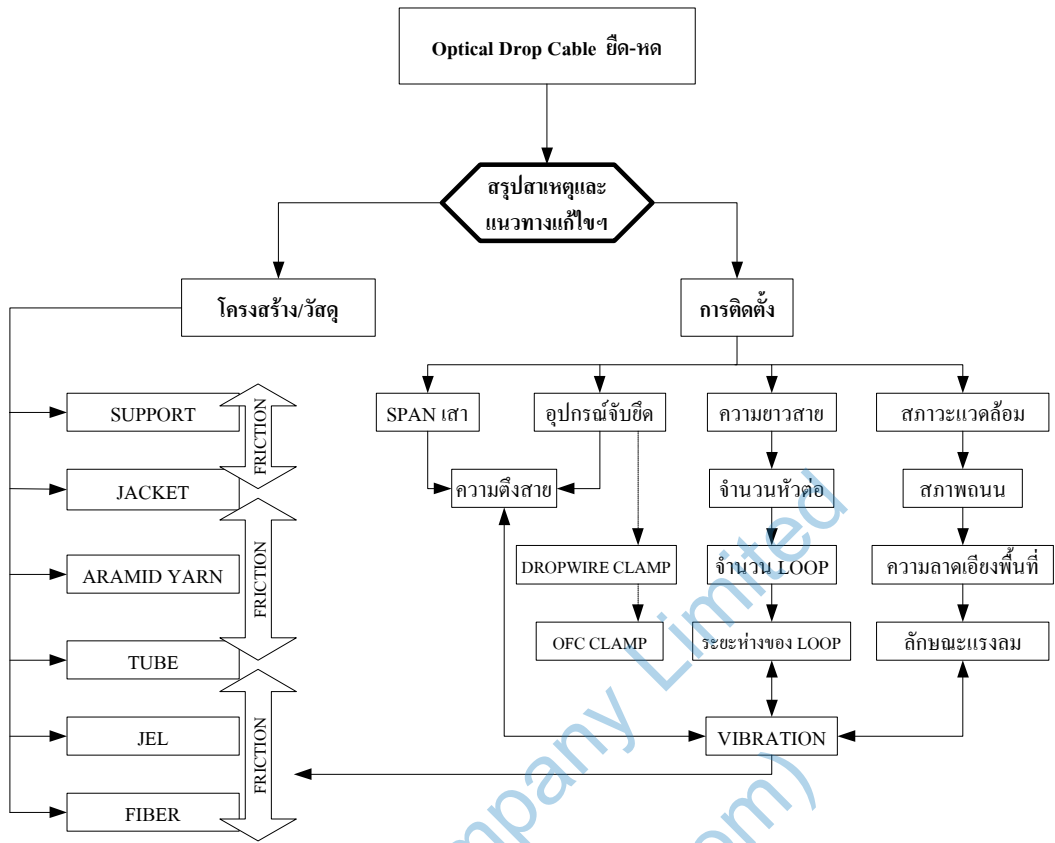 Optical Drop Cable ยืด-หด
สรุปสาเหตุและ
แนวทางแก้ไขฯ
โครงสร้าง/วัสดุ
การติดตั้ง
SUPPORT
JACKET
ARAMID YARN
TUBE
JEL
FIBER
FRICTION
FRICTION
FRICTION
SPAN เสา
อุปกรณ์จับยึด
ความยาวสาย
สภาวะแวดล้อม
ความตึงสาย
จำนวนหัวต่อ
สภาพถนน
DROPWIRE CLAMP
จำนวน LOOP
ความลาดเอียงพื้นที่
OFC CLAMP
ระยะห่างของ LOOP
ลักษณะแรงลม
VIBRATION
mpany Limited
om)